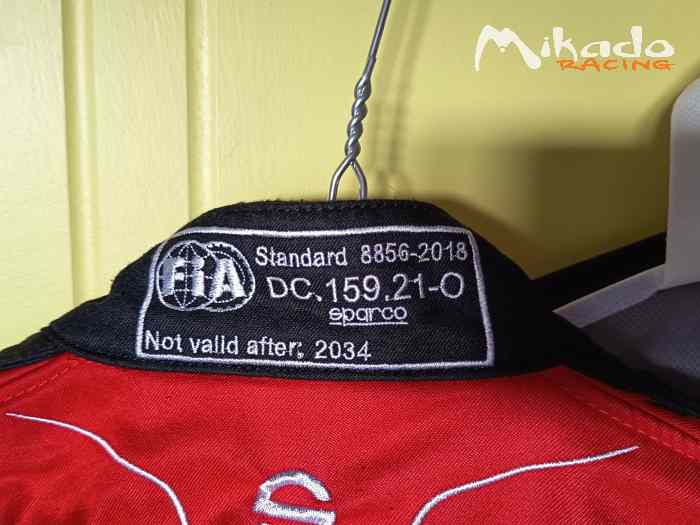 Mikado
RACING
FIA
Standard 8856-2018
DC.159.21-O
sparco
Not valid after: 2034
S